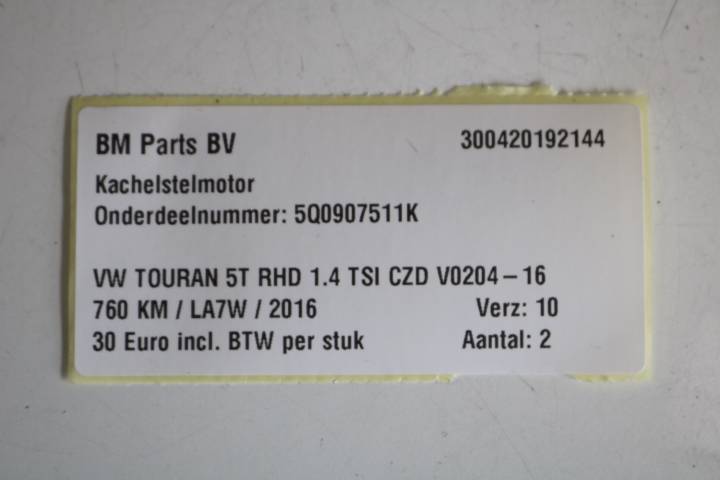 BM Parts BV 300420192144
Kachelstelmotor
Onderdeelnummer: 5Q0907511K
VW TOURAN 5T RHD 1.4 TSI CZD V0204-16
760 KM / LA7W / 2016 Verz: 10
30 Euro incl. BTW per stuk Aantal: 2